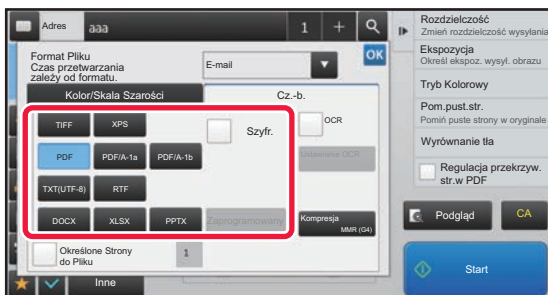 Adres
aaa
1
+
Format Pliku
Czas przetwarzania
zależy od formatu.
E-mail
OK
Kolor/Skala Szarości
Cz.-b.
TIFF
XPS
Szyfr.
OCR
PDF
PDF/A-1a
PDF/A-1b
Ustawianie OCR
TXT(UTF-8)
RTF
DOCX
XLSX
PPTX
Zaprogramowany
Kompresja
MMR (G4)
Określone Strony
do Pliku
1
Inne
Rozdzielczość
Zmień rozdzielczość wysyłania
Ekspozycja
Określ ekspoz. wysył. obrazu
Tryb Kolorowy
Pom.pust.str.
Pomiń puste strony w oryginale
Wyrównanie tła
Regulacja przekrzyw.
str.w PDF
Podgląd
CA
Start